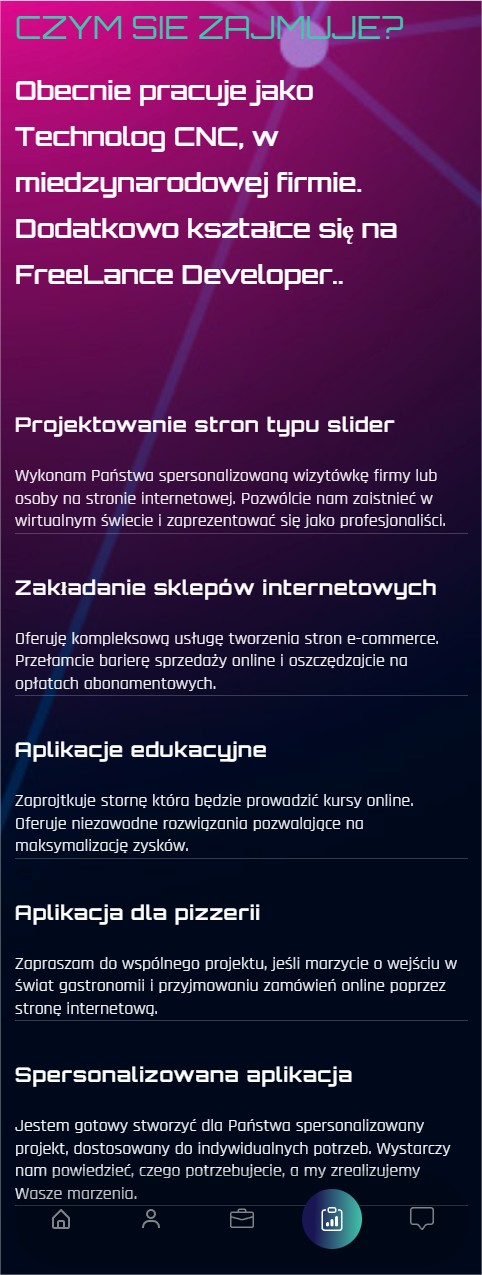 CZYM SIE ZAJMUJE?
Obecnie pracuje jako
Technolog CNC, w
miedzynarodowej firmie.
Dodatkowo kształce się na
FreeLance Developer..
Projektowanie stron typu slider
Wykonam Państwa spersonalizowaną wizytówkę firmy lub
osoby na stronie internetowej. Pozwólcie nam zaistnieć w
wirtualnym świecie i zaprezentować się jako profesjonaliści.
Zakładanie sklepów internetowych
Oferuję kompleksową usługę tworzenia stron e-commerce.
Przełamcie barierę sprzedaży online i oszczędzajcie na
opłatach abonamentowych.
Aplikacje edukacyjne
Zaprojtkuje stornę która będzie prowadzić kursy online.
Oferuje niezawodne rozwiązania pozwalające na
maksymalizację zysków.
Aplikacja dla pizzerii
Zapraszam do wspólnego projektu, jeśli marzycie o wejściu w
świat gastronomii i przyjmowaniu zamówień online poprzez
stronę internetową.
Spersonalizowana aplikacja
Jestem gotowy stworzyć dla Państwa spersonalizowany
projekt, dostosowany do indywidualnych potrzeb. Wystarczy
nam powiedzieć, czego potrzebujecie, a my zrealizujemy
Wasze marzenia.